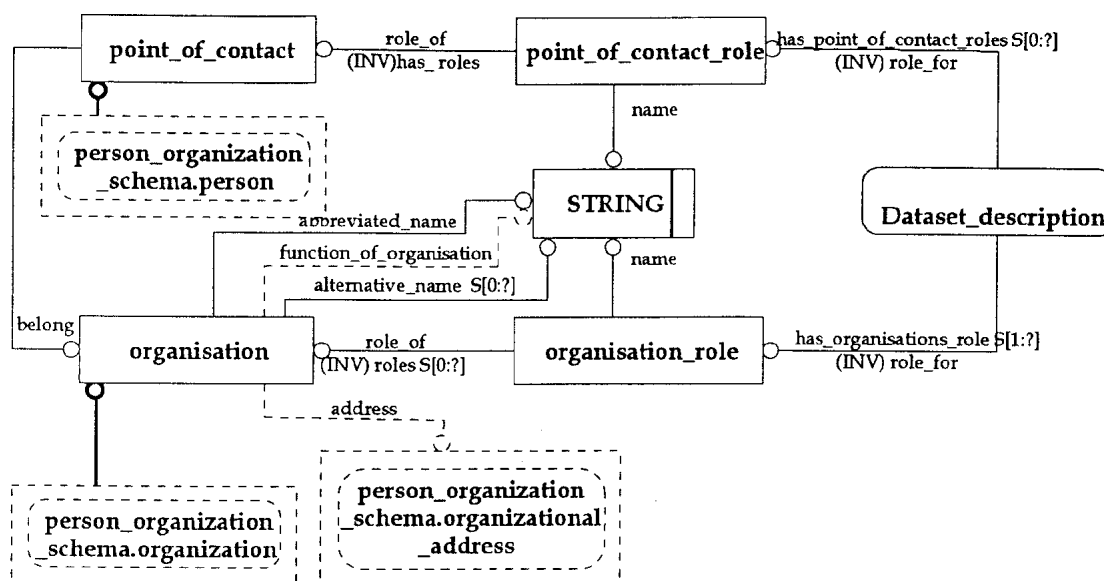 point_of_contact
role_of
(INV)has_roles
point_of_contact_role
has_point_of_contact_roles S[0:?]
(INV) role_for
name
person_organization
_schema.person
STRING
Dataset_description
abbreviated_name
function_of_organisation
name
alternative_name S[0:?]
belong
organisation
role_of
(INV) roles S[0:?]
organisation_role
has_organisations_role S[1:?]
(INV) role_for
address
person_organization
_schema.organization
person_organization
_schema.organizational
_address